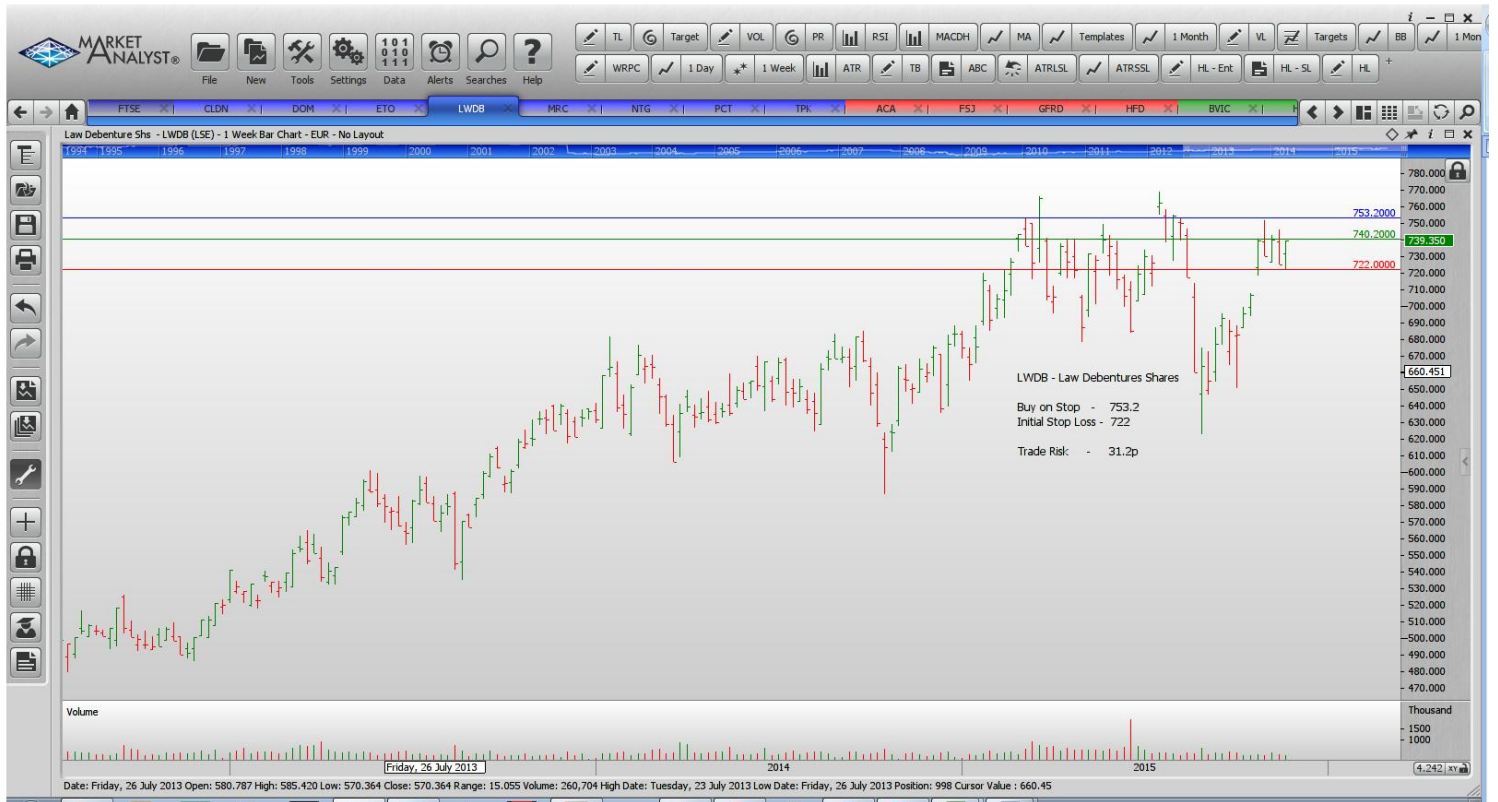 i
MARKET ANALYST®
File New Tools Settings Data Alerts Searches Help
101
010
111
TL Target VOL PR RSI MACDH MA Templates 1 Month VL Targets BB 1 Mon
WRPC 1 Day 1 Week ATR TB ABC ATRLSL ATRSSL HL - Ent HL - SL HL +
FTSE CLDN DOM ETO LWDB MRC NTG PCT TPK ACA FSJ GFRD HFD BVIC
Law Debenture Shs - LWDB (LSE) - 1 Week Bar Chart - EUR - No Layout
1994 1995 1996 1997 1998 1999 2000 2001 2002 2003 2004 2005 2006 2007 2008 2009 2010 2011 2012 2013 2014 2015
780.000
770.000
760.000
753.2000
750.000
740.2000
739.350
730.000
722.0000
720.000
710.000
700.000
690.000
680.000
670.000
660.451
650.000
640.000
630.000
620.000
610.000
600.000
590.000
580.000
570.000
560.000
550.000
540.000
530.000
520.000
510.000
500.000
490.000
480.000
470.000
LWDB - Law Debentures Shares
Buy on Stop - 753.2
Initial Stop Loss - 722
Trade Risk - 31.2p
Volume
Thousand
1500
1000
Friday, 26 July 2013
2014
2015
4.242 XY
Date: Friday, 26 July 2013 Open: 580.787 High: 585.420 Low: 570.364 Close: 570.364 Range: 15.055 Volume: 260,704 High Date: Tuesday, 23 July 2013 Low Date: Friday, 26 July 2013 Position: 998 Cursor Value : 660.45